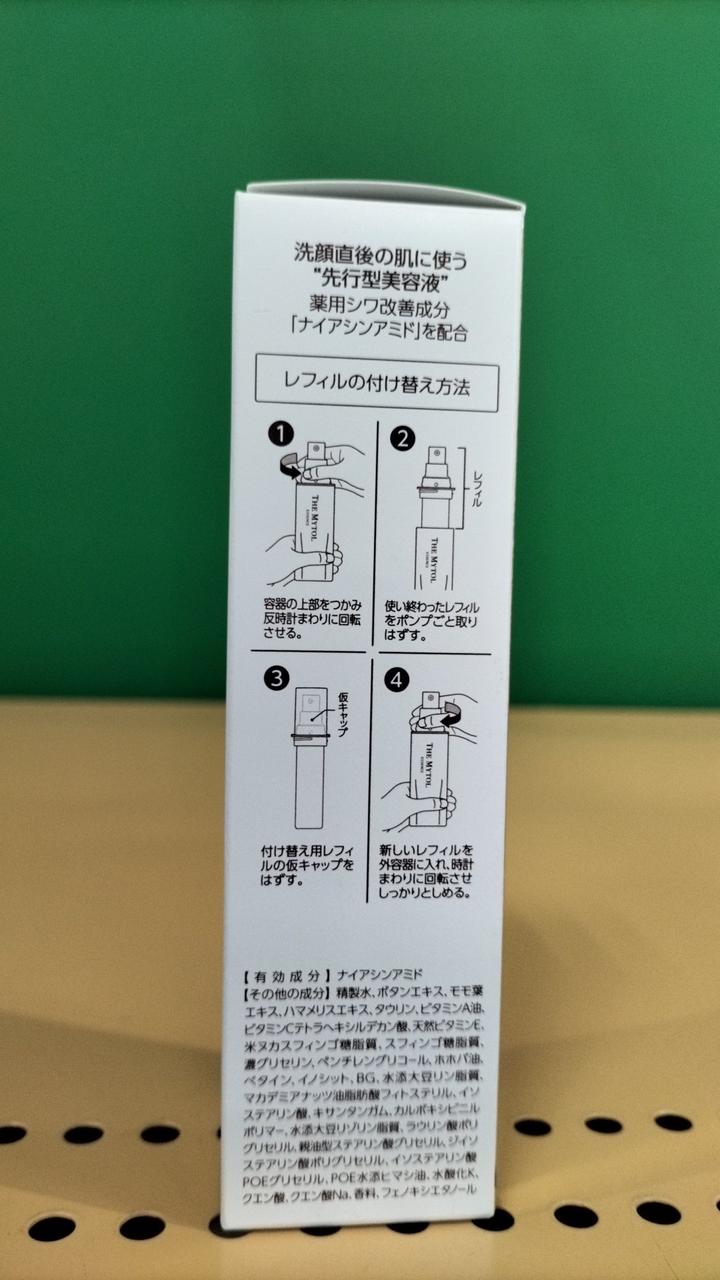 洗顔直後の肌に使う
"先行型美容液"
薬用シワ改善成分
「ナイアシンアミド」を配合
レフィルの付け替え方法
1
THE MYTOL
ESSENCE
容器の上部をつかみ
反時計まわりに回転
させる。
2
レフィル
THE MYTOL
ESSENCE
使い終わったレフィル
をポンプごと取り
はずす。
3
仮キャップ
付け替え用レフィ
ルの仮キャップを
はずす。
4
THE MYTOL
ESSENCE
新しいレフィルを
外容器に入れ、時計
まわりに回転させ
しっかりとしめる。
【有効成分】ナイアシンアミド
【その他の成分】精製水、ボタンエキス、モモ葉
エキス、ハマメリスエキス、タウリン、ビタミンA油、
ビタミンCテトラヘキシルデカン酸、天然ビタミンE、
米ヌカスフィンゴ糖脂質、スフィンゴ糖脂質、
濃グリセリン、ペンチレングリコール、ホホバ油、
ベタイン、イノシット、BG、水添大豆リン脂質、
マカデミアナッツ油脂肪酸フィトステリル、イソ
ステアリン酸、キサンタンガム、カルボキシビニル
ポリマー、水添大豆リゾリン脂質、ラウリン酸ポリ
グリセリル、親油型ステアリン酸グリセリル、ジイソ
ステアリン酸ポリグリセリル、イソステアリン酸
POEグリセリル、POE水添ヒマシ油、水酸化K、
クエン酸、クエン酸Na、香料、フェノキシエタノール